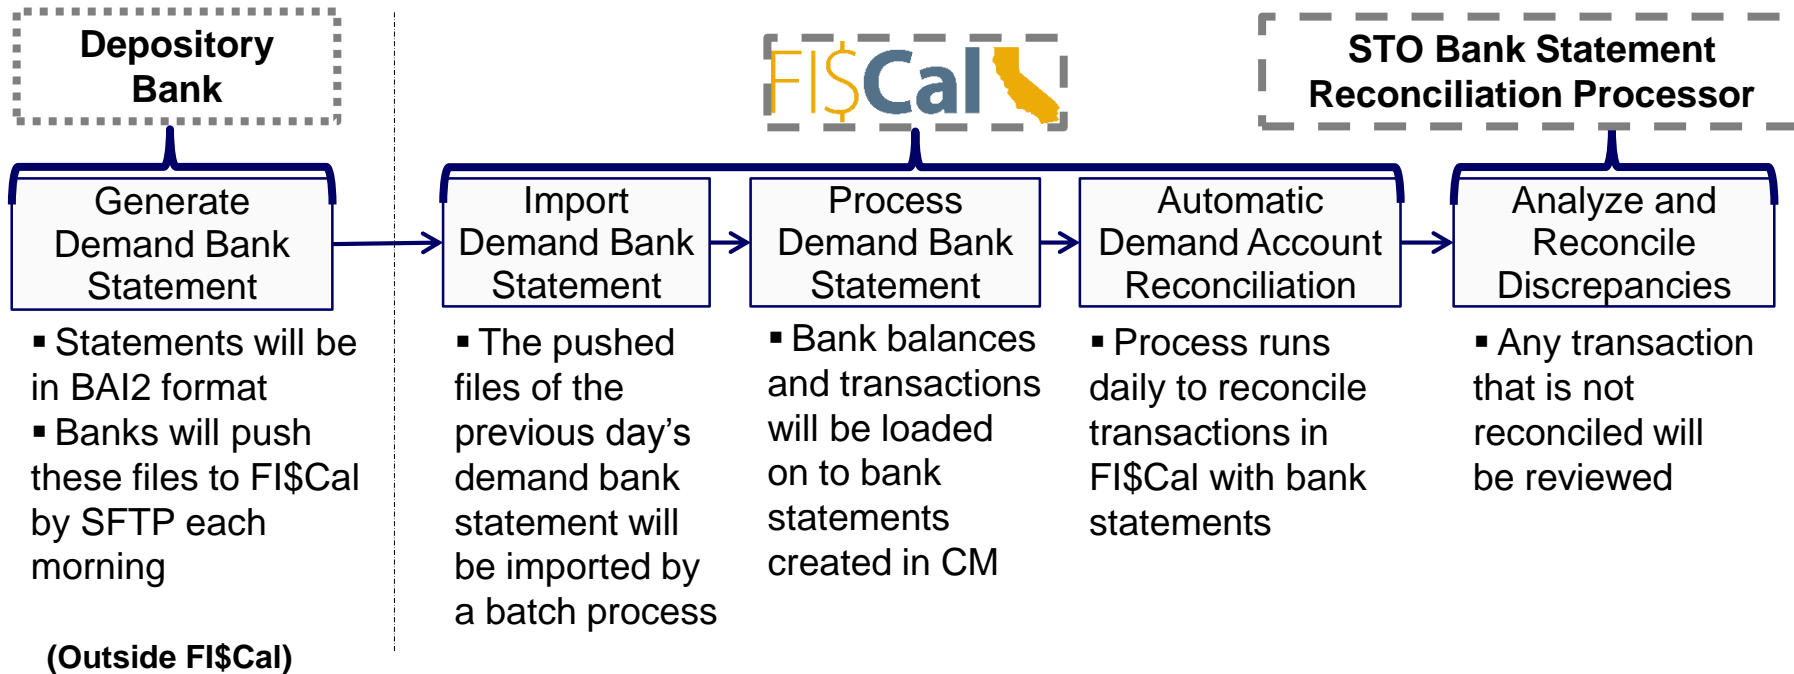 Depository
Bank
FI$Cal
STO Bank Statement
Reconciliation Processor
Generate
Demand Bank
Statement
Import
Demand Bank
Statement
Process
Demand Bank
Statement
Automatic
Demand Account
Reconciliation
Analyze and
Reconcile
Discrepancies
▪ Statements will be
in BAI2 format
▪ Banks will push
these files to FI$Cal
by SFTP each
morning
(Outside FI$Cal)
▪ The pushed
files of the
previous day’s
demand bank
statement will
be imported by
a batch process
▪ Bank balances
and transactions
will be loaded
on to bank
statements
created in CM
▪ Process runs
daily to reconcile
transactions in
FI$Cal with bank
statements
▪ Any transaction
that is not
reconciled will
be reviewed